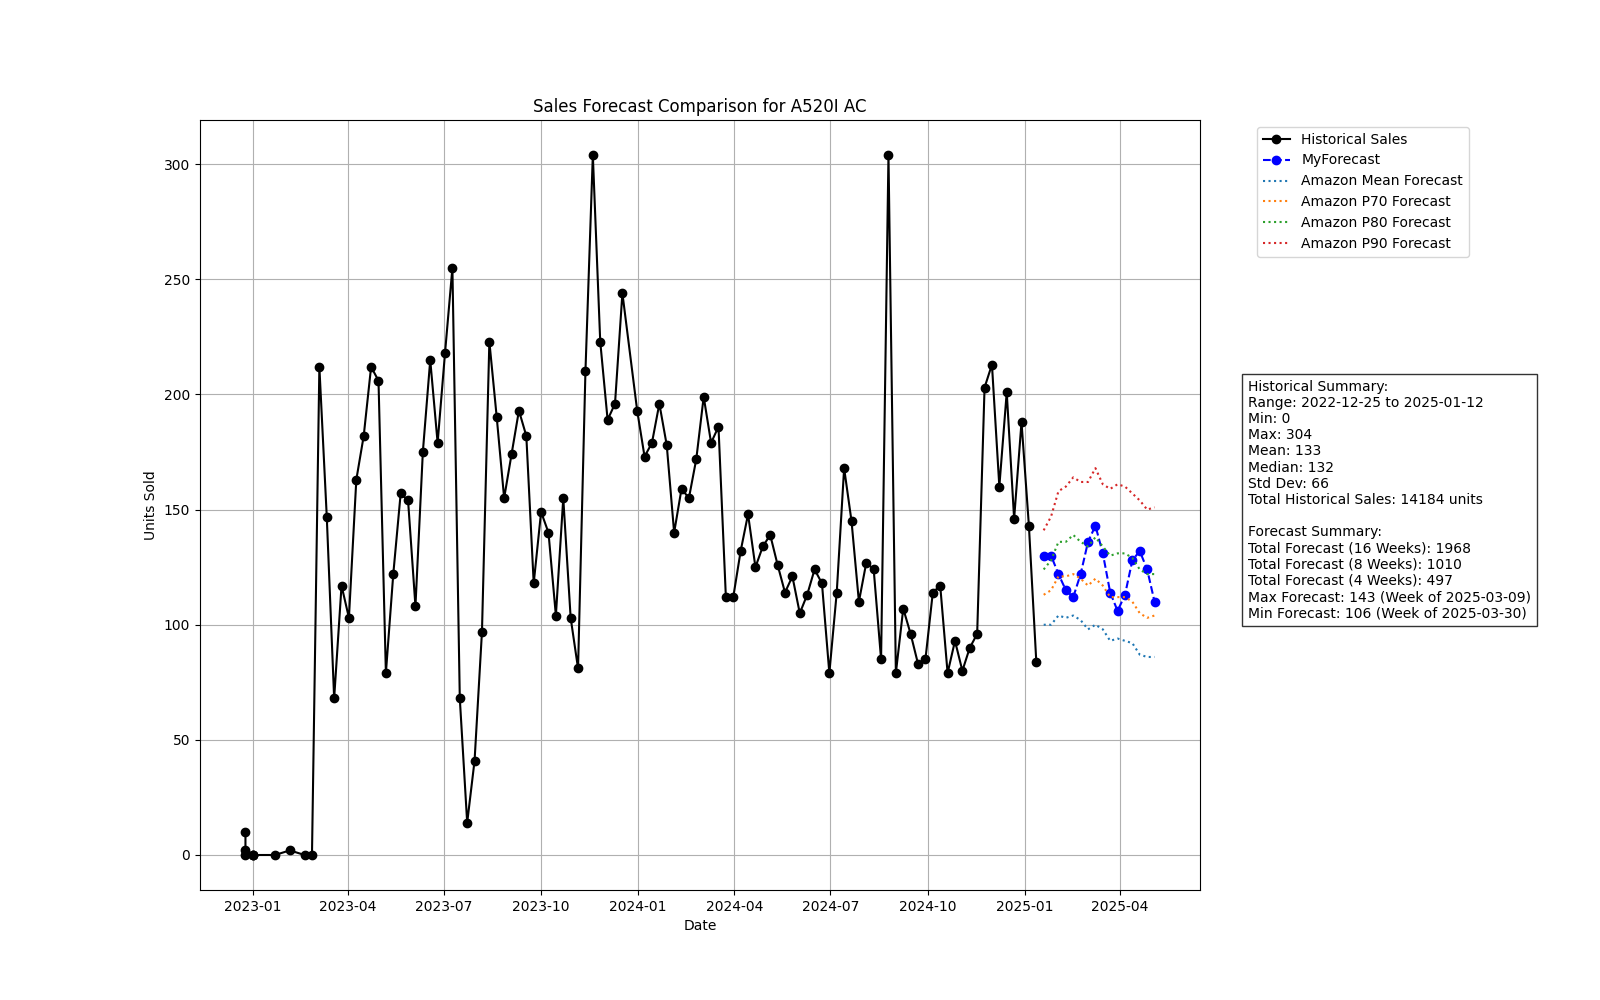 Sales Forecast Comparison for A520I AC
Historical Sales
MyForecast
Amazon Mean Forecast
Amazon P70 Forecast
Amazon P80 Forecast
Amazon P90 Forecast
Units Sold
300
250
200
150
100
50
0
2023-01
2023-04
2023-07
2023-10
2024-01
2024-04
2024-07
2024-10
2025-01
2025-04
Date
Historical Summary:
Range: 2022-12-25 to 2025-01-12
Min: 0
Max: 304
Mean: 133
Median: 132
Std Dev: 66
Total Historical Sales: 14184 units
Forecast Summary:
Total Forecast (16 Weeks): 1968
Total Forecast (8 Weeks): 1010
Total Forecast (4 Weeks): 497
Max Forecast: 143 (Week of 2025-03-09)
Min Forecast: 106 (Week of 2025-03-30)